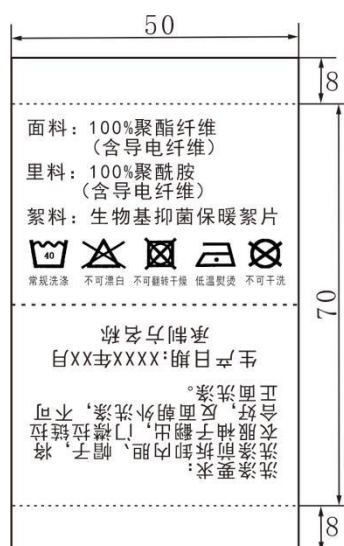 50
8
面料：100%聚酯纤维
（含导电纤维）
里料：100%聚酰胺
（含导电纤维）
絮料：生物基抑菌保暖絮片
40
常规洗涤 不可漂白 不可翻转干燥 低温熨烫 不可干洗
70
洗涤要求：
洗涤前拆卸内胆、帽子，将
衣服袖子翻出，门襟拉链拉
合好，反面朝外洗涤，不可
正面洗涤。
生产日期：XXXX年XX月
承制方名称
8